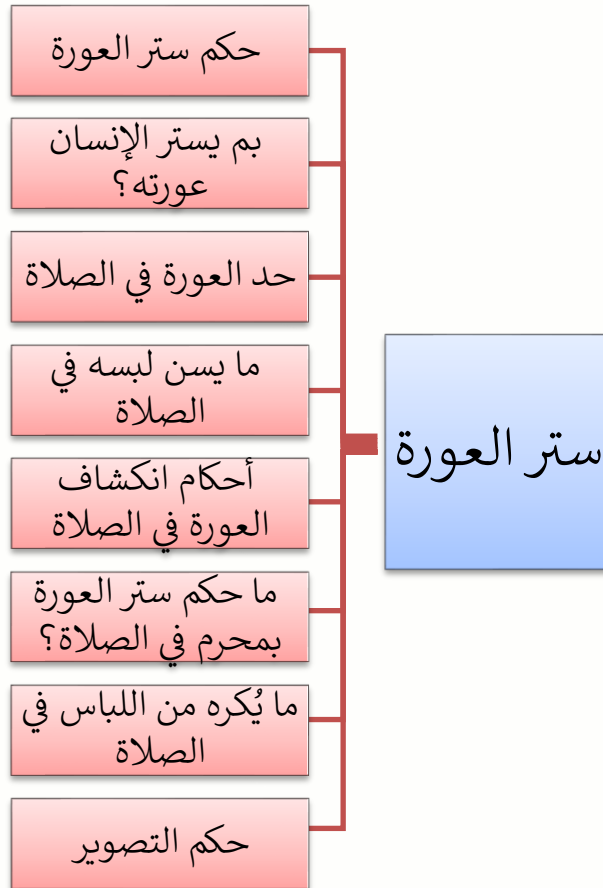 ستر العورة
حكم ستر العورة
بم يستر الإنسان
عورته؟
حد العورة في الصلاة
ما يسن لبسه في
الصلاة
أحكام انكشاف
العورة في الصلاة
ما حكم ستر العورة
بمحرم في الصلاة؟
ما يُكره من اللباس في
الصلاة
حكم التصوير